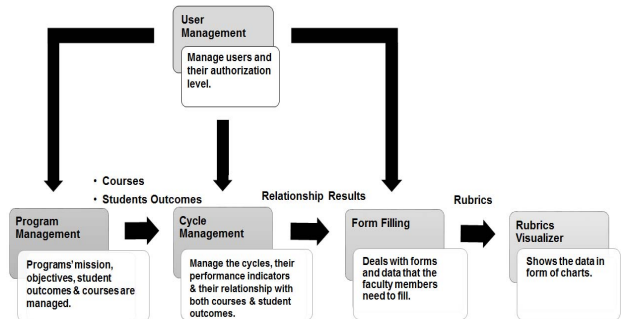 User
Management
Manage users and
their authorization
level.
• Courses
• Students Outcomes
Relationship Results
Rubrics
Program
Management
Programs' mission,
objectives, student
outcomes & courses are
managed.
Cycle
Management
Manage the cycles, their
performance indicators
& their relationship with
both courses & student
outcomes.
Form Filling
Deals with forms
and data that the
faculty members
need to fill.
Rubrics
Visualizer
Shows the data in
form of charts.